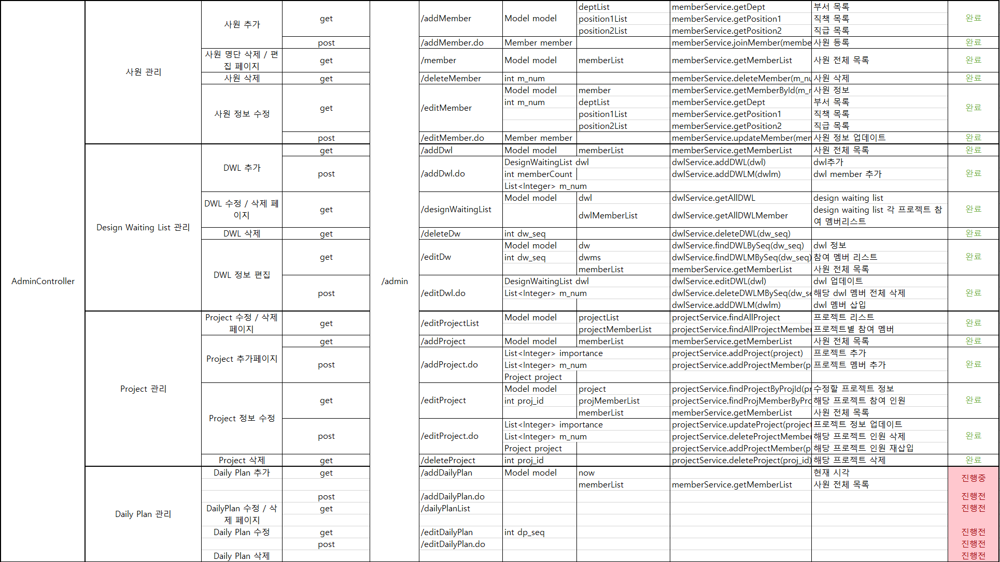 AdminController
사원 관리
사원 추가
get
/admin
/addMember
Model model
deptList
memberService.getDept
부서 목록
완료
position1List
memberService.getPosition1
직책 목록
position2List
memberService.getPosition2
직급 목록
post
/addMember.do
Member member
memberService.joinMember(membe
사원 등록
완료
사원 명단 삭제 / 편
집 페이지
get
/member
Model model
memberList
memberService.getMemberList
사원 전체 목록
완료
사원 삭제
get
/deleteMember
int m_num
memberService.deleteMember(m_nu
사원 삭제
완료
사원 정보 수정
get
/editMember
Model model
member
memberService.getMemberById(m_n
사원 정보
완료
int m_num
deptList
memberService.getDept
부서 목록
position1List
memberService.getPosition1
직책 목록
position2List
memberService.getPosition2
직급 목록
post
/editMember.do
Member member
memberService.updateMember(mem
사원 정보 업데이트
완료
Design Waiting List 관리
DWL 추가
get
/addDwl
Model model
memberList
memberService.getMemberList
사원 전체 목록
완료
post
/addDwl.do
DesignWaitingList dwl
dwlService.addDWL(dwl)
dwl추가
완료
int memberCount
dwlService.addDWLM(dwlm)
dwl member 추가
List<Integer> m_num
DWL 수정 / 삭제 페
이지
get
/designWaitingList
Model model
dwl
dwlService.getAllDWL
design waiting list
완료
dwlMemberList
dwlService.getAllDWLMember
design waiting list 각 프로젝트 참
여 멤버리스트
DWL 삭제
get
/deleteDw
int dw_seq
dwlService.deleteDWL(dw_seq)
완료
DWL 정보 편집
get
/editDw
Model model
dw
dwlService.findDWLBySeq(dw_seq)
dwl 정보
완료
int dw_seq
dwms
dwlService.findDWLMBySeq(dw_seq)
참여 멤버 리스트
memberList
memberService.getMemberList
사원 전체 목록
post
/editDwl.do
DesignWaitingList dwl
dwlService.editDWL(dwl)
dwl 업데이트
완료
List<Integer> m_num
dwlService.deleteDWLMBySeq(dw_se
해당 dwl 멤버 전체 삭제
dwlService.addDWLM(dwlm)
dwl 멤버 삽입
Project 관리
Project 수정 / 삭제
페이지
get
/editProjectList
Model model
projectList
projectService.findAllProject
프로젝트 리스트
완료
projectMemberList
projectService.findAllProjectMember
프로젝트별 참여 멤버
Project 추가페이지
get
/addProject
Model model
memberList
memberService.getMemberList
사원 전체 목록
완료
post
/addProject.do
List<Integer> importance
projectService.addProject(project)
프로젝트 추가
완료
List<Integer> m_num
projectService.addProjectMember(p
프로젝트 멤버 추가
Project project
Project 정보 수정
get
/editProject
Model model
project
projectService.findProjectByProjId(pr
수정할 프로젝트 정보
완료
int proj_id
projMemberList
projectService.findProjMemberByPro
해당 프로젝트 참여 인원
memberList
memberService.getMemberList
사원 전체 목록
post
/editProject.do
List<Integer> importance
projectService.updateProject(project
프로젝트 정보 업데이트
완료
List<Integer> m_num
projectService.deleteProjectMember
해당 프로젝트 인원 삭제
Project project
projectService.addProjectMember(p
해당 프로젝트 인원 재삽입
Project 삭제
get
/deleteProject
int proj_id
projectService.deleteProject(proj_id)
해당 프로젝트 삭제
완료
Daily Plan 관리
Daily Plan 추가
get
/addDailyPlan
Model model
now
현재 시각
진행중
memberList
memberService.getMemberList
사원 전체 목록
post
/addDailyPlan.do
진행전
DailyPlan 수정 / 삭
제 페이지
get
/dailyPlanList
진행전
Daily Plan 수정
get
/editDailyPlan
int dp_seq
진행전
post
/editDailyPlan.do
진행전
Daily Plan 삭제
진행전